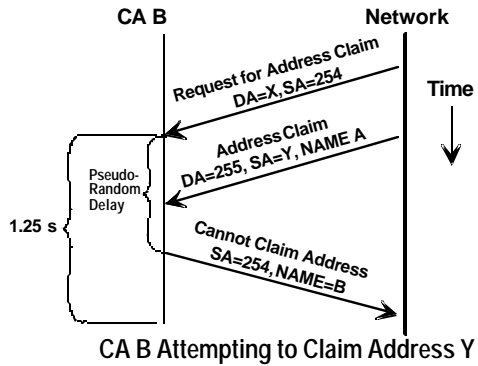 CA B
Network
Request for Address Claim
DA=X, SA=254
Time
Address Claim
DA=255, SA=Y, NAME A
Pseudo-
Random
Delay
1.25 s
Cannot Claim Address
SA=254, NAME=B
CA B Attempting to Claim Address Y